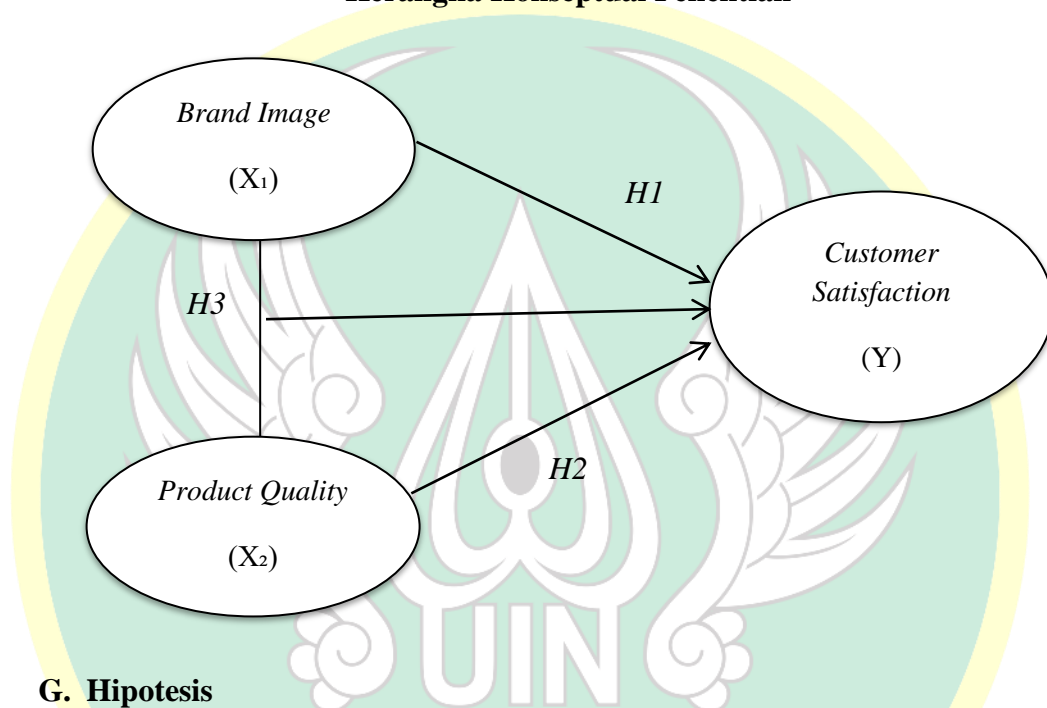 Kerangka Konseptual Penelitian
Brand Image
(X₁)
H1
Customer
Satisfaction
(Y)
H3
H2
Product Quality
(X₂)
UIN
G. Hipotesis